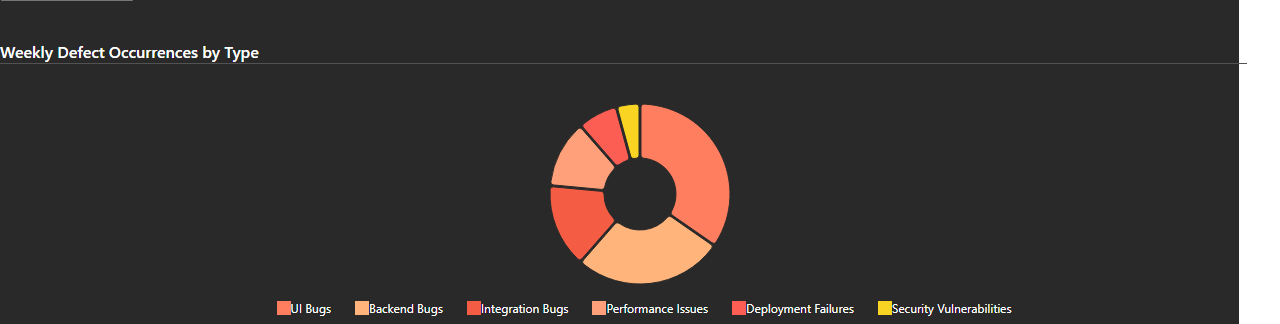 Weekly Defect Occurrences by Type
UI Bugs Backend Bugs Integration Bugs Performance Issues Deployment Failures Security Vulnerabilities